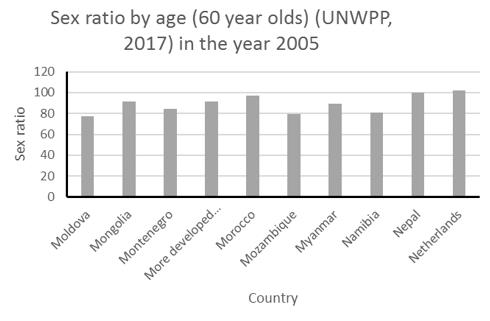 Sex ratio by age (60 year olds) (UNWPP,
2017) in the year 2005
120
100
80
60
40
20
0
Sex ratio
Moldova
Mongolia
Montenegro
More developed...
Morocco
Mozambique
Myanmar
Namibia
Nepal
Netherlands
Country